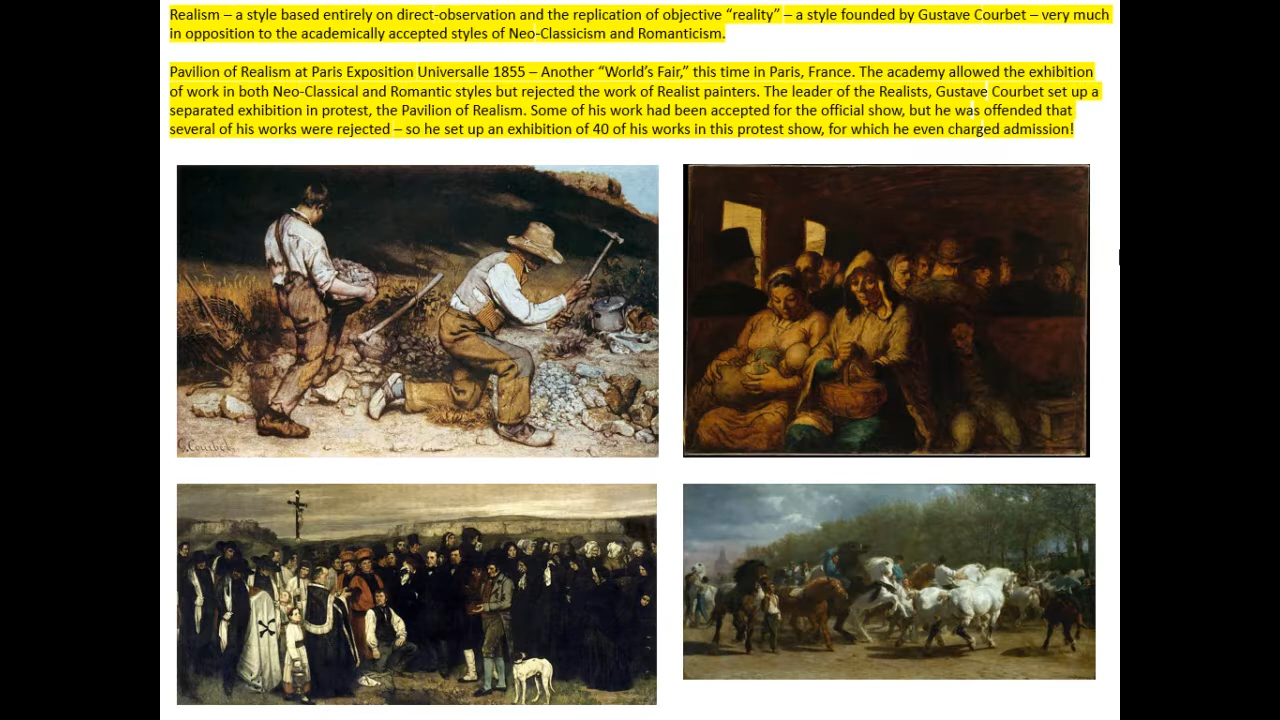 Realism – a style based entirely on direct-observation and the replication of objective “reality” – a style founded by Gustave Courbet – very much
in opposition to the academically accepted styles of Neo-Classicism and Romanticism.
Pavilion of Realism at Paris Exposition Universalle 1855 – Another “World’s Fair,” this time in Paris, France. The academy allowed the exhibition
of work in both Neo-Classical and Romantic styles but rejected the work of Realist painters. The leader of the Realists, Gustave Courbet set up a
separated exhibition in protest, the Pavilion of Realism. Some of his work had been accepted for the official show, but he was offended that
several of his works were rejected – so he set up an exhibition of 40 of his works in this protest show, for which he even charged admission!
G. Courbet